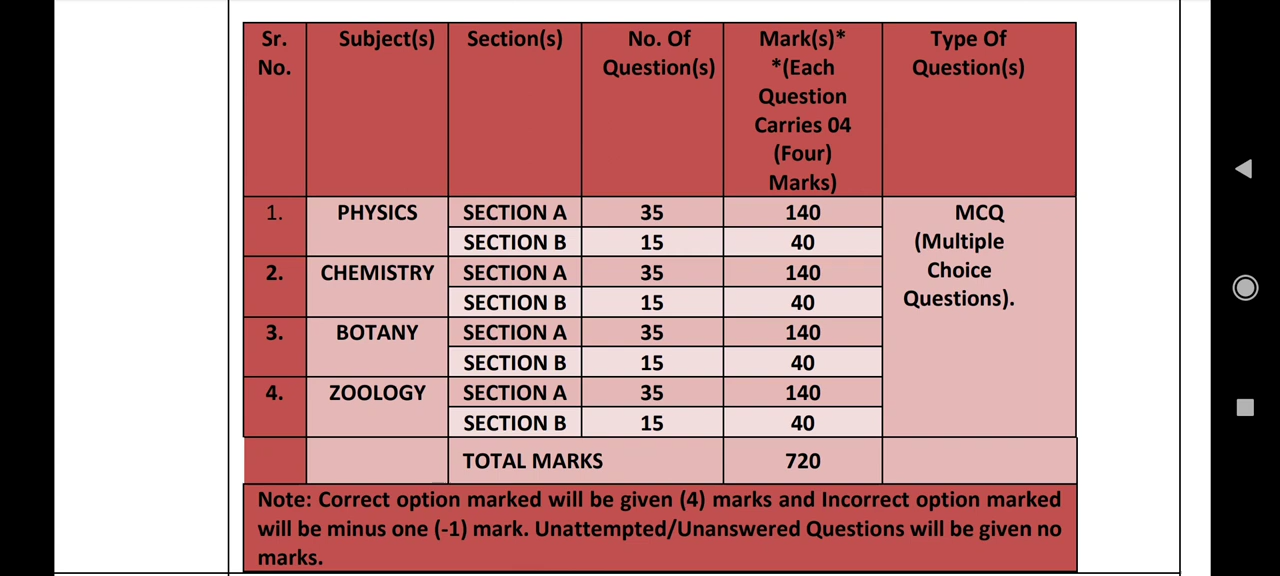 Sr. No.
Subject(s)
Section(s)
No. Of Question(s)
Mark(s)* *(Each Question Carries 04 (Four) Marks)
Type Of Question(s)
1. PHYSICS SECTION A 35 140 MCQ (Multiple Choice Questions).
SECTION B 15 40
2. CHEMISTRY SECTION A 35 140
SECTION B 15 40
3. BOTANY SECTION A 35 140
SECTION B 15 40
4. ZOOLOGY SECTION A 35 140
SECTION B 15 40
TOTAL MARKS 720
Note: Correct option marked will be given (4) marks and Incorrect option marked
will be minus one (-1) mark. Unattempted/Unanswered Questions will be given no
marks.